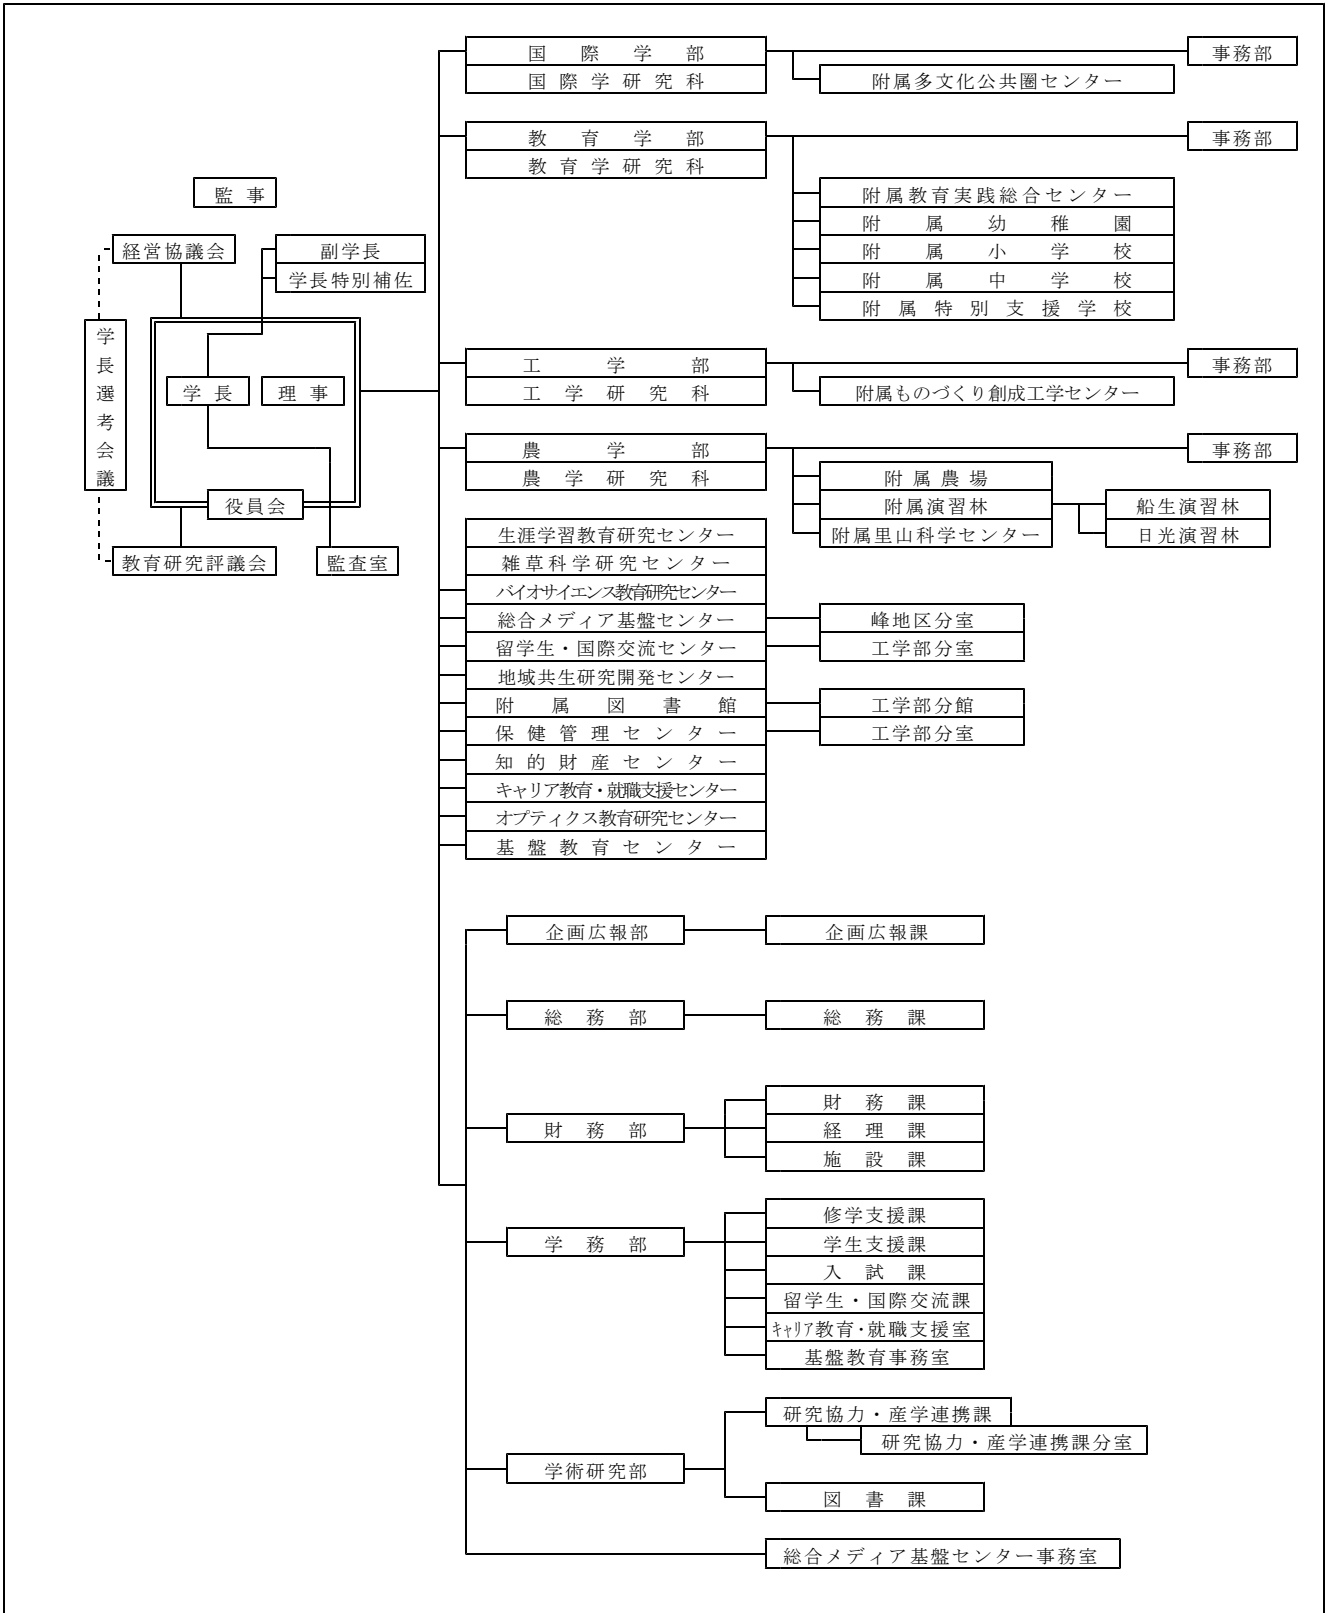 国際学部
事務部
国際学研究科
附属多文化公共圏センター
教育学部
事務部
教育学研究科
監事
附属教育実践総合センター
附属幼稚園
附属小学校
附属中学校
附属特別支援学校
経営協議会
副学長
学長特別補佐
学長選考会議
学長
理事
役員会
教育研究評議会
監査室
工学部
事務部
工学研究科
附属ものづくり創成工学センター
農学部
事務部
農学研究科
附属農場
附属演習林
船生演習林
附属里山科学センター
日光演習林
生涯学習教育研究センター
雑草科学研究センター
バイオサイエンス教育研究センター
総合メディア基盤センター
峰地区分室
留学生・国際交流センター
工学部分室
地域共生研究開発センター
附属図書館
工学部分館
保健管理センター
工学部分室
知的財産センター
キャリア教育・就職支援センター
オプティクス教育研究センター
基盤教育センター
企画広報部
企画広報課
総務部
総務課
財務部
財務課
経理課
施設課
学務部
修学支援課
学生支援課
入試課
留学生・国際交流課
ｷｬﾘｱ教育・就職支援室
基盤教育事務室
学術研究部
研究協力・産学連携課
研究協力・産学連携課分室
図書課
総合メディア基盤センター事務室